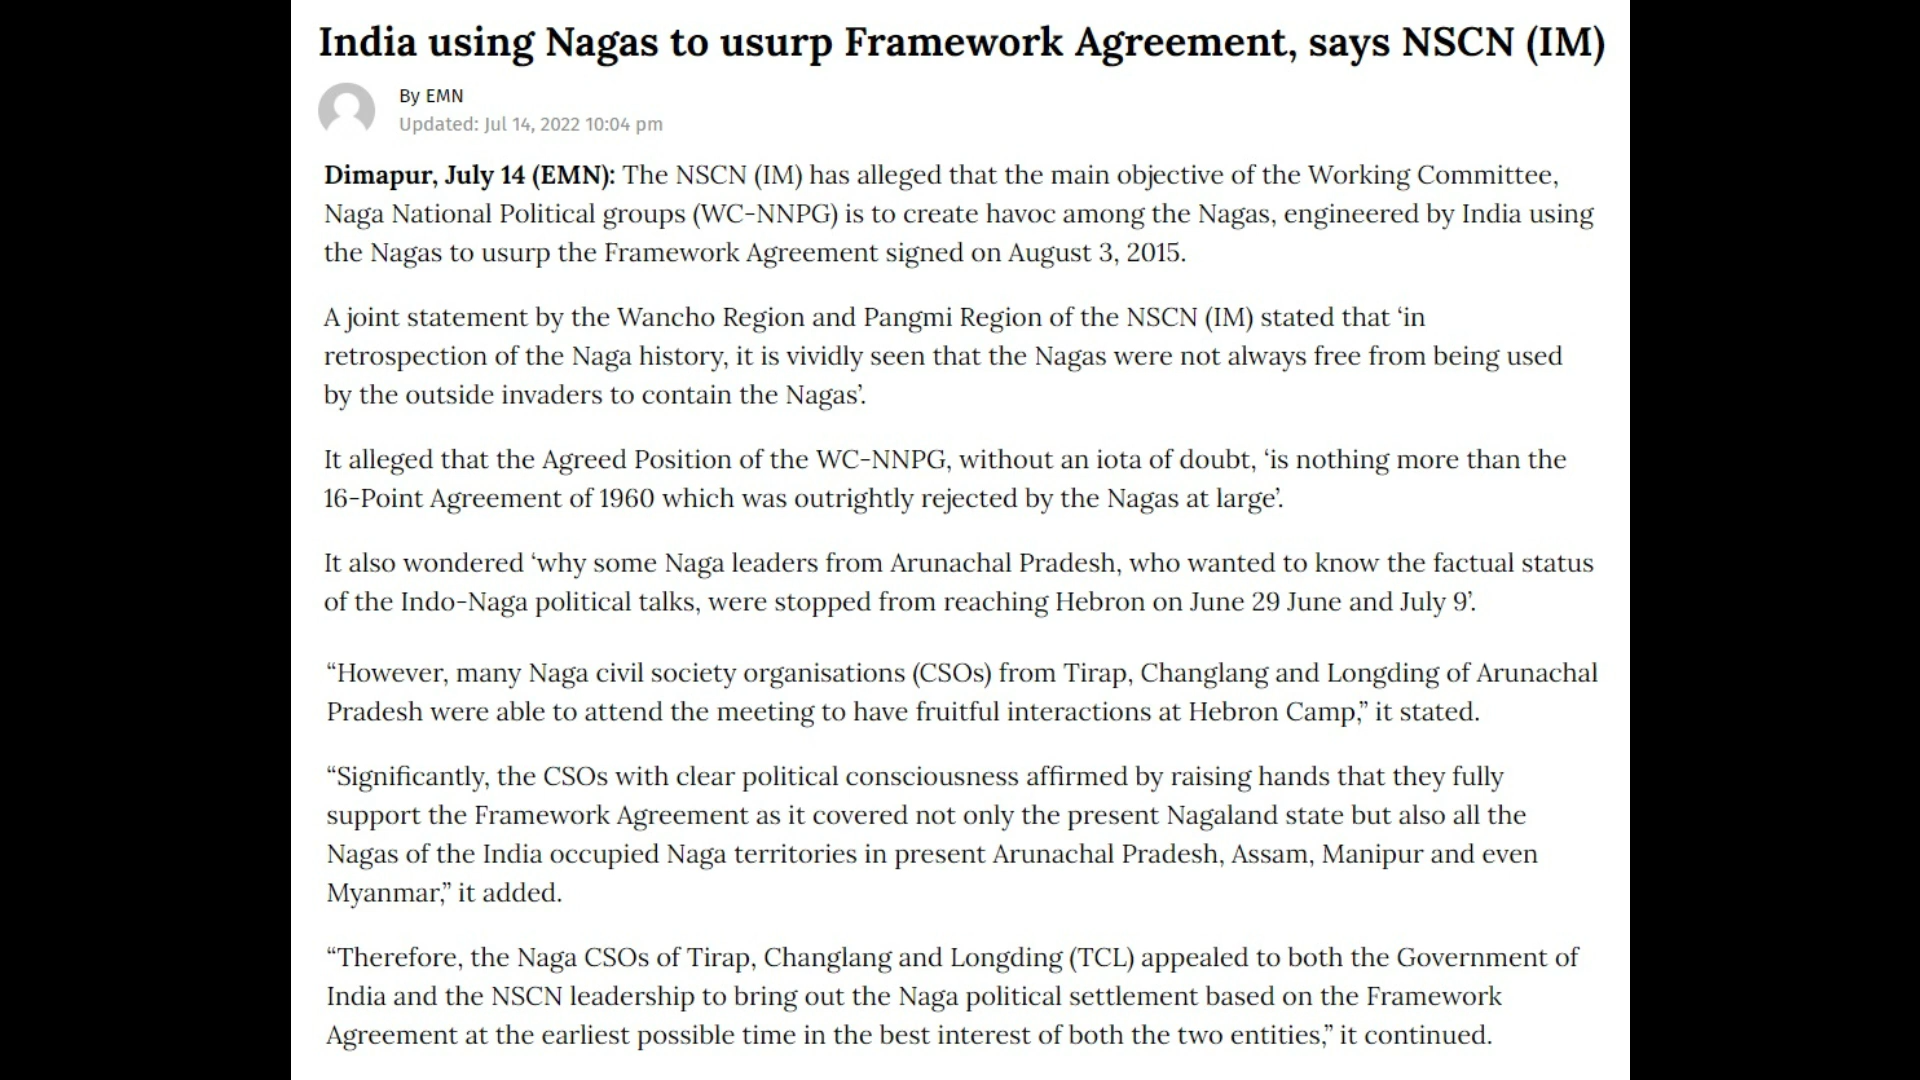 India using Nagas to usurp Framework Agreement, says NSCN (IM)
By EMN
Updated: Jul 14, 2022 10:04 pm
Dimapur, July 14 (EMN): The NSCN (IM) has alleged that the main objective of the Working Committee,
Naga National Political groups (WC-NNPG) is to create havoc among the Nagas, engineered by India using
the Nagas to usurp the Framework Agreement signed on August 3, 2015.
A joint statement by the Wancho Region and Pangmi Region of the NSCN (IM) stated that ‘in
retrospection of the Naga history, it is vividly seen that the Nagas were not always free from being used
by the outside invaders to contain the Nagas’.
It alleged that the Agreed Position of the WC-NNPG, without an iota of doubt, ‘is nothing more than the
16-Point Agreement of 1960 which was outrightly rejected by the Nagas at large’.
It also wondered ‘why some Naga leaders from Arunachal Pradesh, who wanted to know the factual status
of the Indo-Naga political talks, were stopped from reaching Hebron on June 29 June and July 9’.
“However, many Naga civil society organisations (CSOs) from Tirap, Changlang and Longding of Arunachal
Pradesh were able to attend the meeting to have fruitful interactions at Hebron Camp,” it stated.
“Significantly, the CSOs with clear political consciousness affirmed by raising hands that they fully
support the Framework Agreement as it covered not only the present Nagaland state but also all the
Nagas of the India occupied Naga territories in present Arunachal Pradesh, Assam, Manipur and even
Myanmar,” it added.
“Therefore, the Naga CSOs of Tirap, Changlang and Longding (TCL) appealed to both the Government of
India and the NSCN leadership to bring out the Naga political settlement based on the Framework
Agreement at the earliest possible time in the best interest of both the two entities,” it continued.